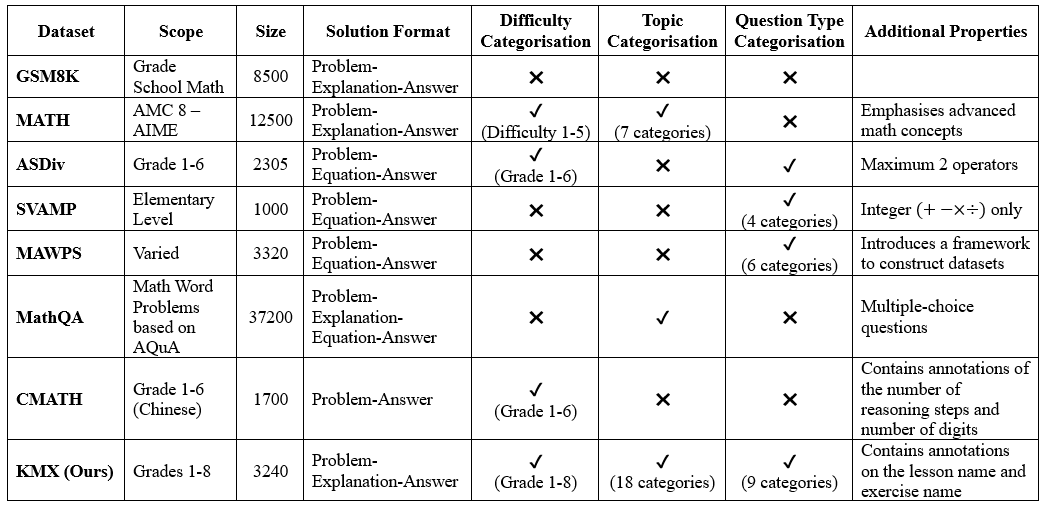 Dataset Scope Size Solution Format Difficulty Categorisation Topic Categorisation Question Type Categorisation Additional Properties
GSM8K Grade School Math 8500 Problem-Explanation-Answer ✕ ✕ ✕
MATH AMC 8 – AIME 12500 Problem-Explanation-Answer ✓ (Difficulty 1-5) ✓ (7 categories) ✕ Emphasises advanced math concepts
ASDiv Grade 1-6 2305 Problem-Equation-Answer ✓ (Grade 1-6) ✕ ✓ Maximum 2 operators
SVAMP Elementary Level 1000 Problem-Equation-Answer ✕ ✕ ✓ (4 categories) Integer (+ −×÷) only
MAWPS Varied 3320 Problem-Equation-Answer ✕ ✕ ✓ (6 categories) Introduces a framework to construct datasets
MathQA Math Word Problems based on AQuA 37200 Problem-Explanation-Equation-Answer ✕ ✓ ✕ Multiple-choice questions
CMATH Grade 1-6 (Chinese) 1700 Problem-Answer ✓ (Grade 1-6) ✕ ✕ Contains annotations of the number of reasoning steps and number of digits
KMX (Ours) Grades 1-8 3240 Problem-Explanation-Answer ✓ (Grade 1-8) ✓ (18 categories) ✓ (9 categories) Contains annotations on the lesson name and exercise name